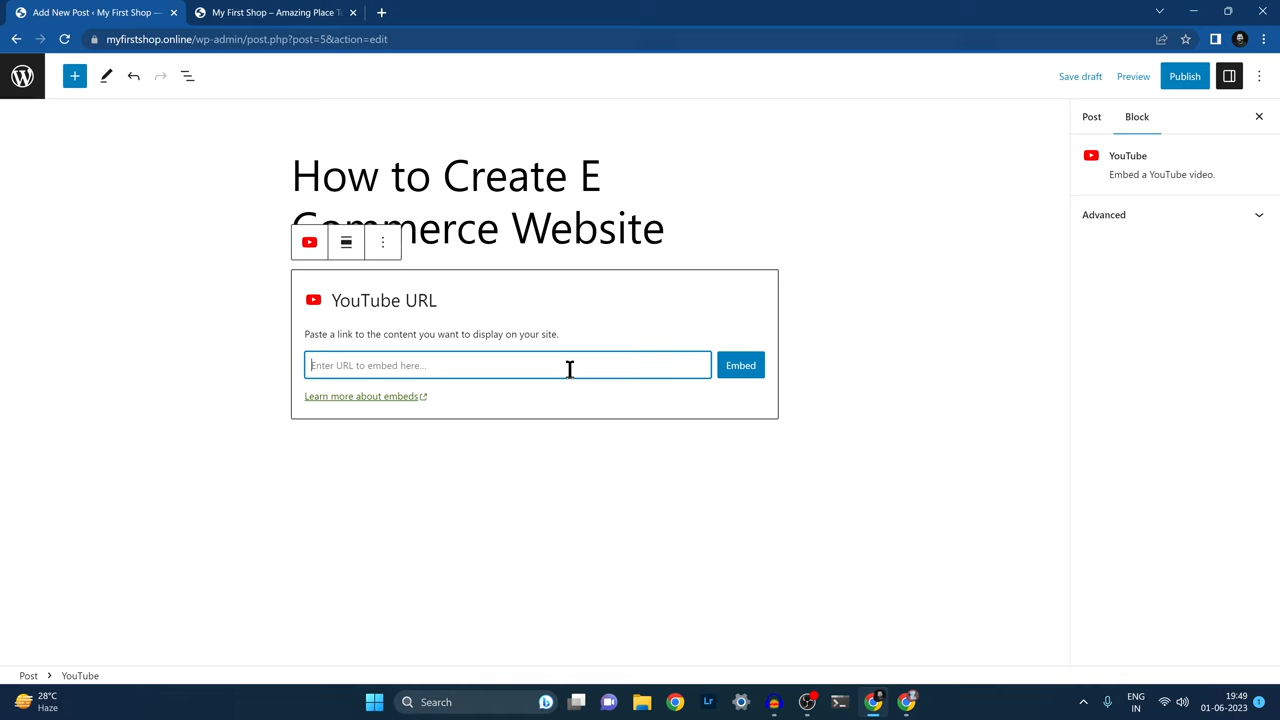 Add New Post ‹ My First Shop —
My First Shop – Amazing Place T
myfirstshop.online/wp-admin/post.php?post=5&action=edit
Save draft
Preview
Publish
How to Create E
Commerce Website
YouTube URL
Paste a link to the content you want to display on your site.
Enter URL to embed here…
Embed
Learn more about embeds
Post
Block
YouTube
Embed a YouTube video.
Advanced
Post
YouTube
28°C
Haze
Search
Lr
ENG
IN
19:49
01-06-2023
1